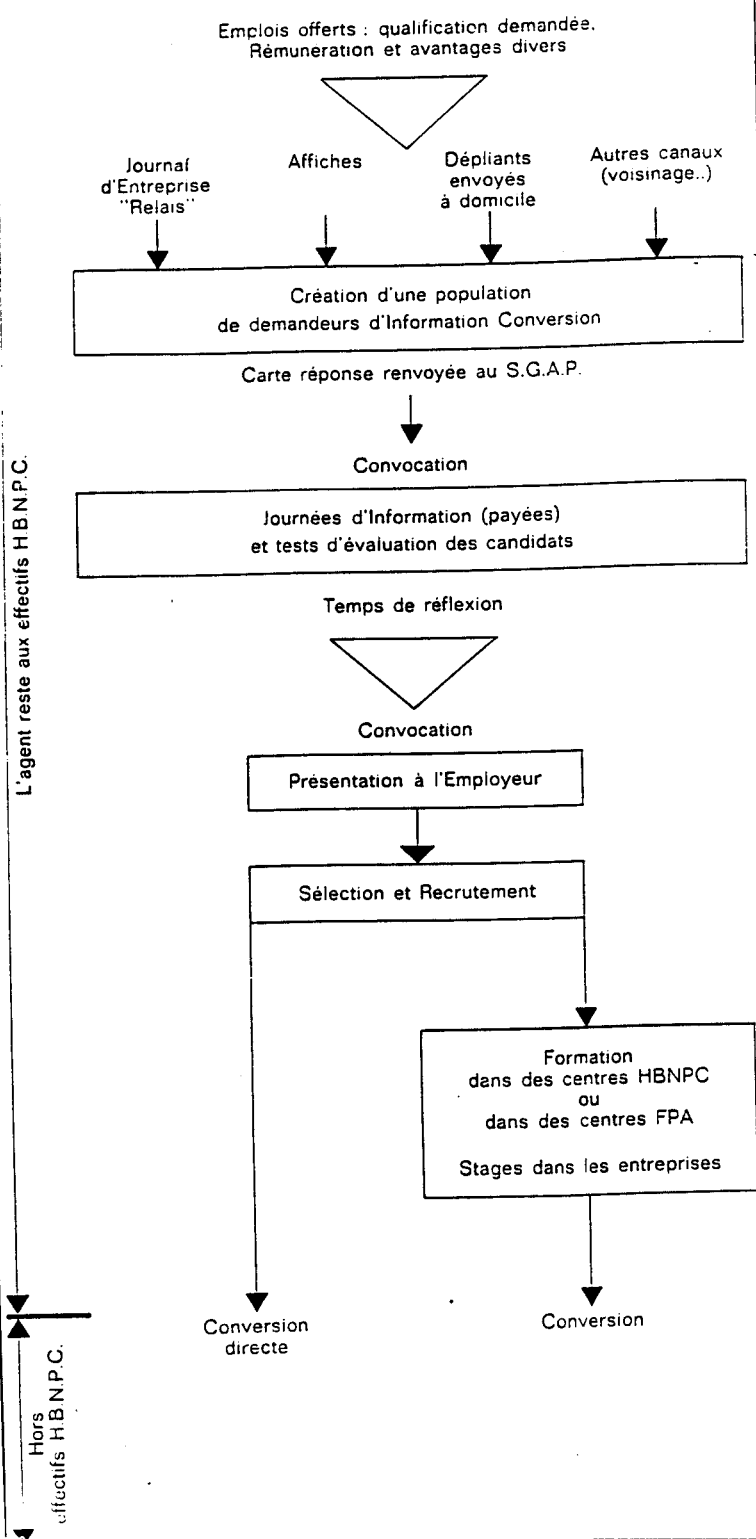 Emplois offerts : qualification demandée.
Rémuneration et avantages divers
Journal
d'Entreprise
"Relais"
Affiches
Dépliants
envoyés
à domicile
Autres canaux
(voisinage..)
Création d'une population
de demandeurs d'Information Conversion
Carte réponse renvoyée au S.G.A.P.
Convocation
Journées d'Information (payées)
et tests d'évaluation des candidats
Temps de réflexion
Convocation
Présentation à l'Employeur
Sélection et Recrutement
Formation
dans des centres HBNPC
ou
dans des centres FPA
Stages dans les entreprises
Conversion
directe
Conversion
L'agent reste aux effectifs H.B.N.P.C.
Hors
effectifs H.B.N.P.C.